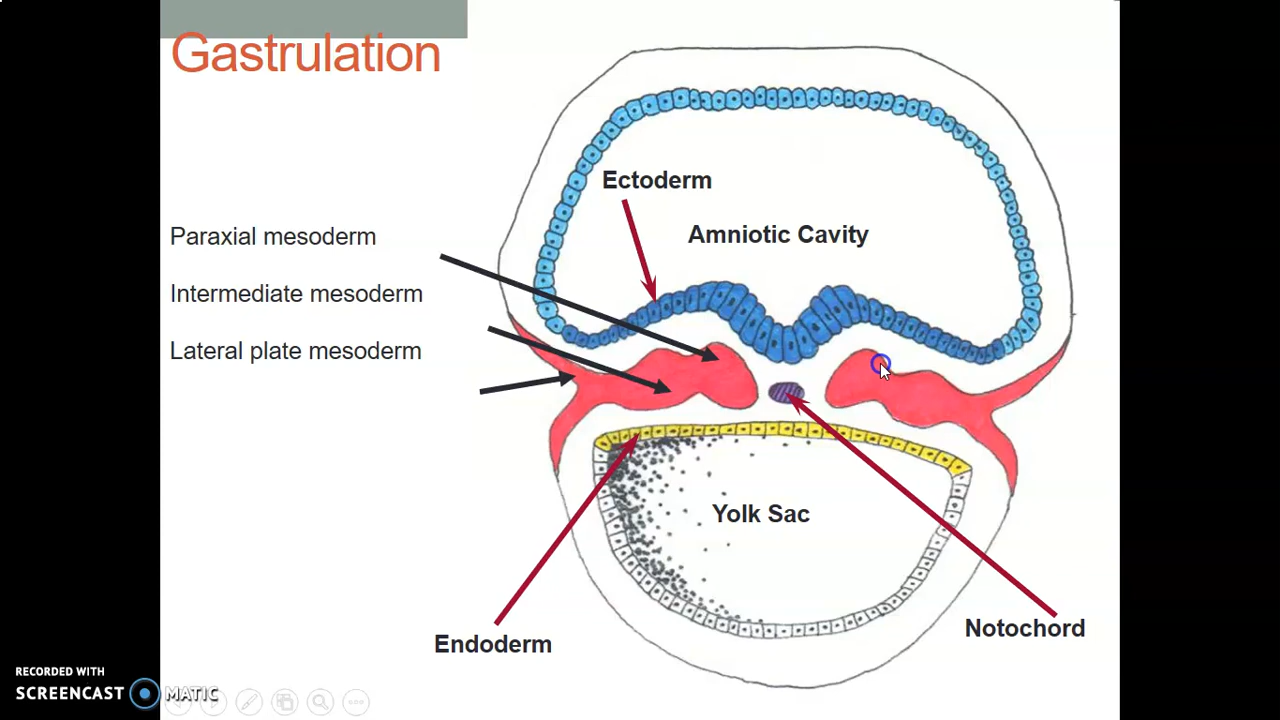 Gastrulation
Ectoderm
Amniotic Cavity
Paraxial mesoderm
Intermediate mesoderm
Lateral plate mesoderm
Yolk Sac
Notochord
Endoderm
RECORDED WITH
SCREENCAST MATIC